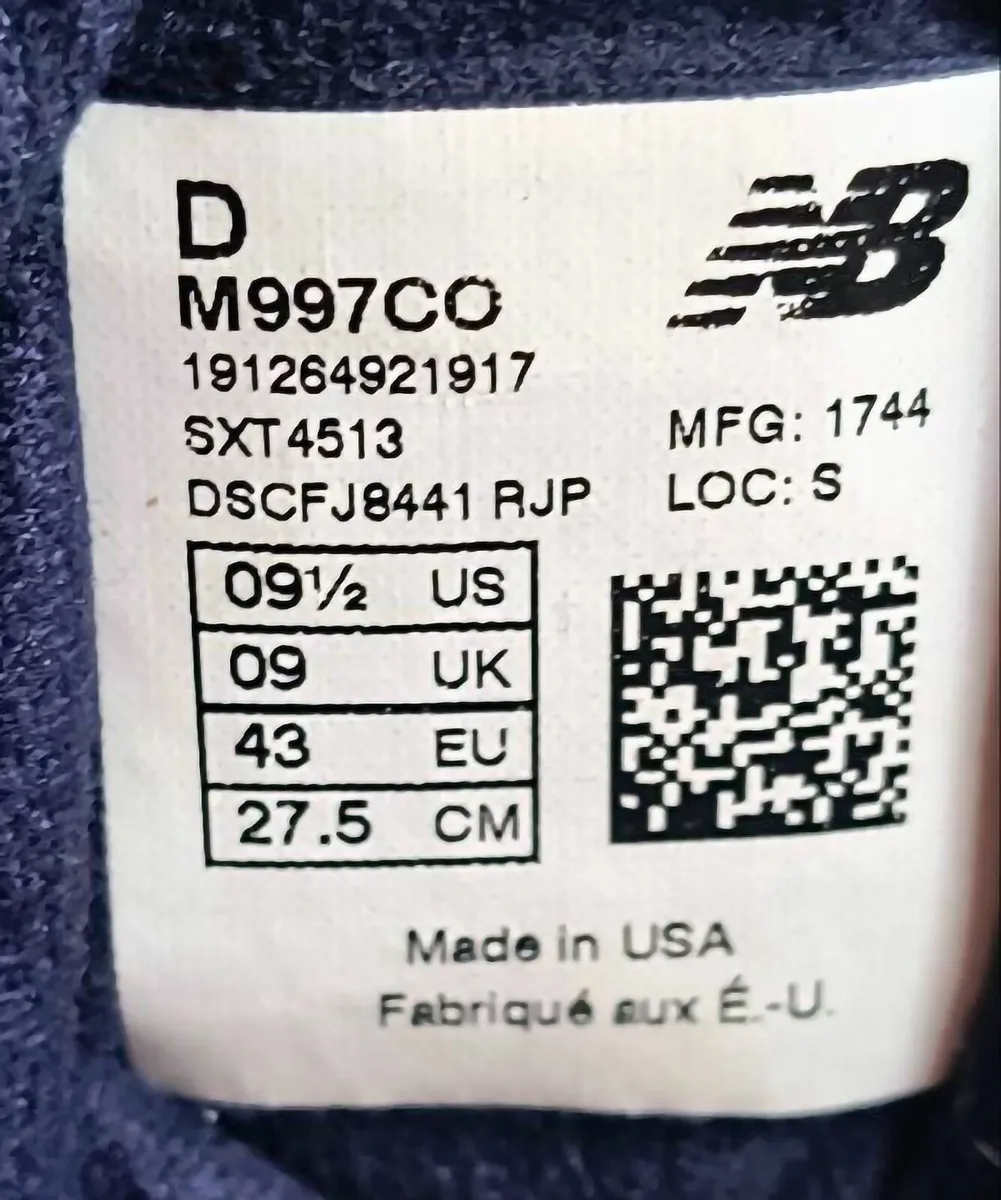 D
NB
M997CO
191264921917
SXT4513
MFG: 1744
DSCFJ8441 RJP
LOC: S
09½ US
09 UK
43 EU
27.5 CM
Made in USA
Fabriqué aux É.-U.